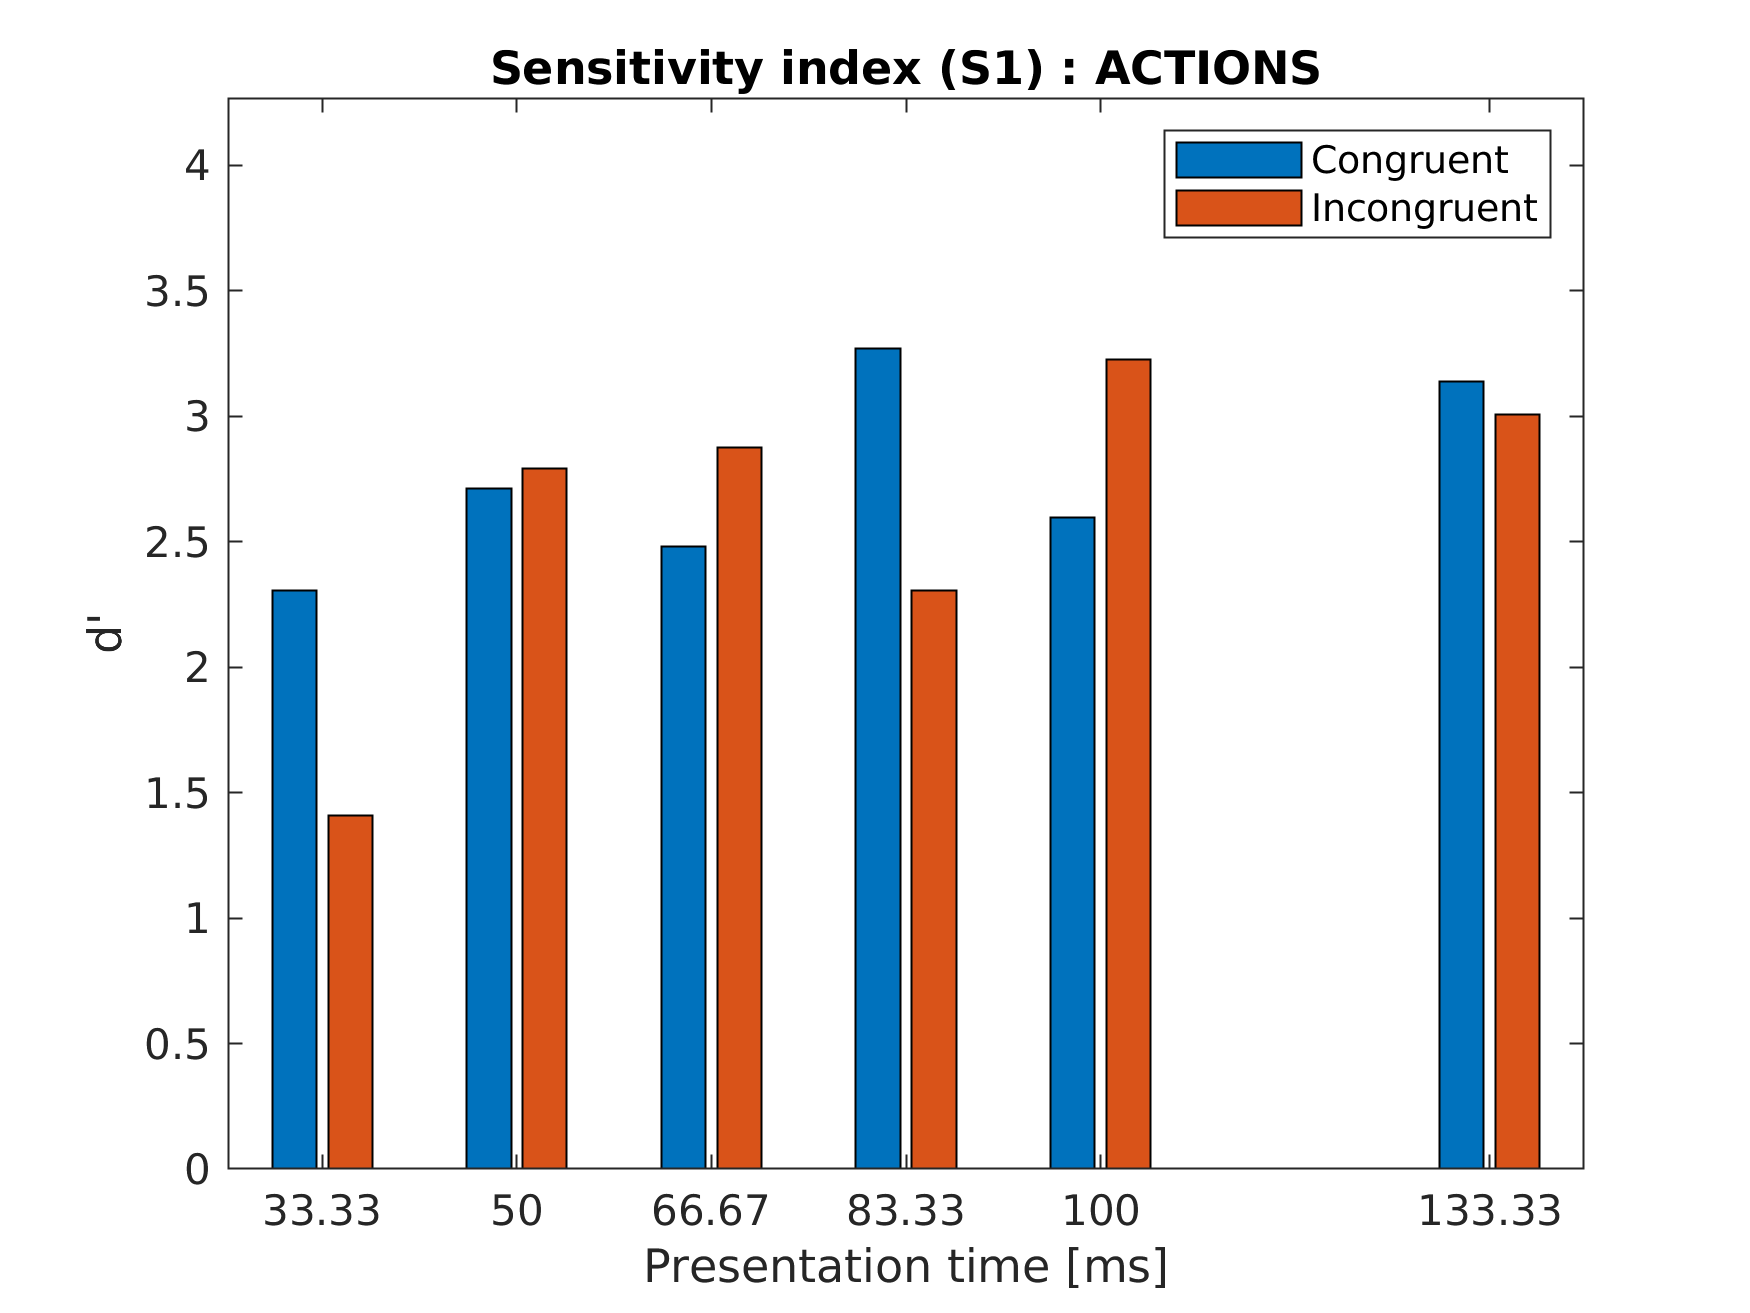 Sensitivity index (S1) : ACTIONS
Congruent
Incongruent
4
3.5
3
2.5
2
1.5
1
0.5
0
d'
33.33 50 66.67 83.33 100 133.33
Presentation time [ms]